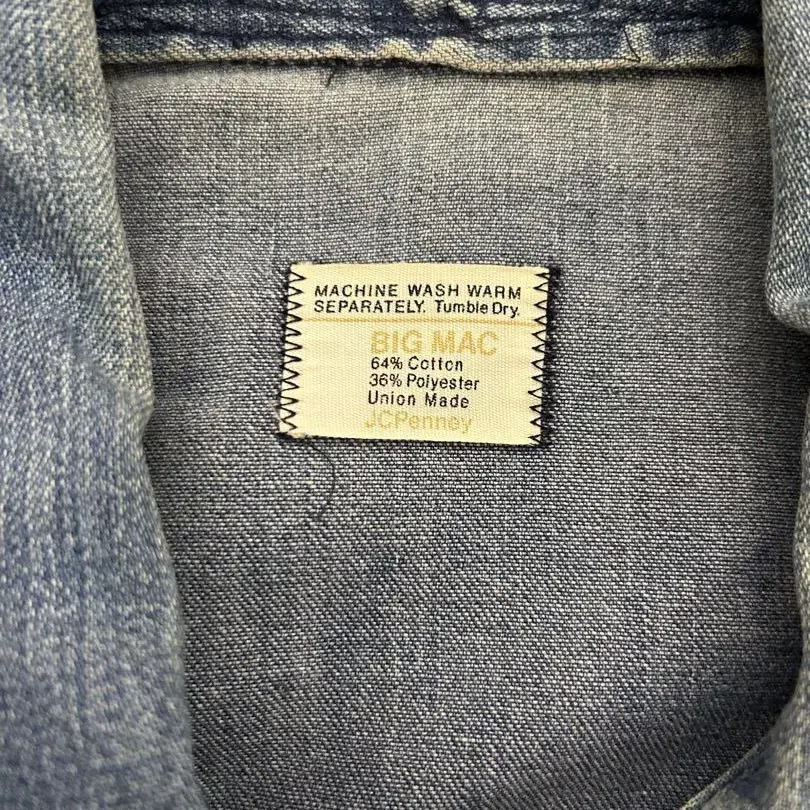 MACHINE WASH WARM
SEPARATELY. Tumble Dry.
BIG MAC
64% Cotton
36% Polyester
Union Made
JCPenney